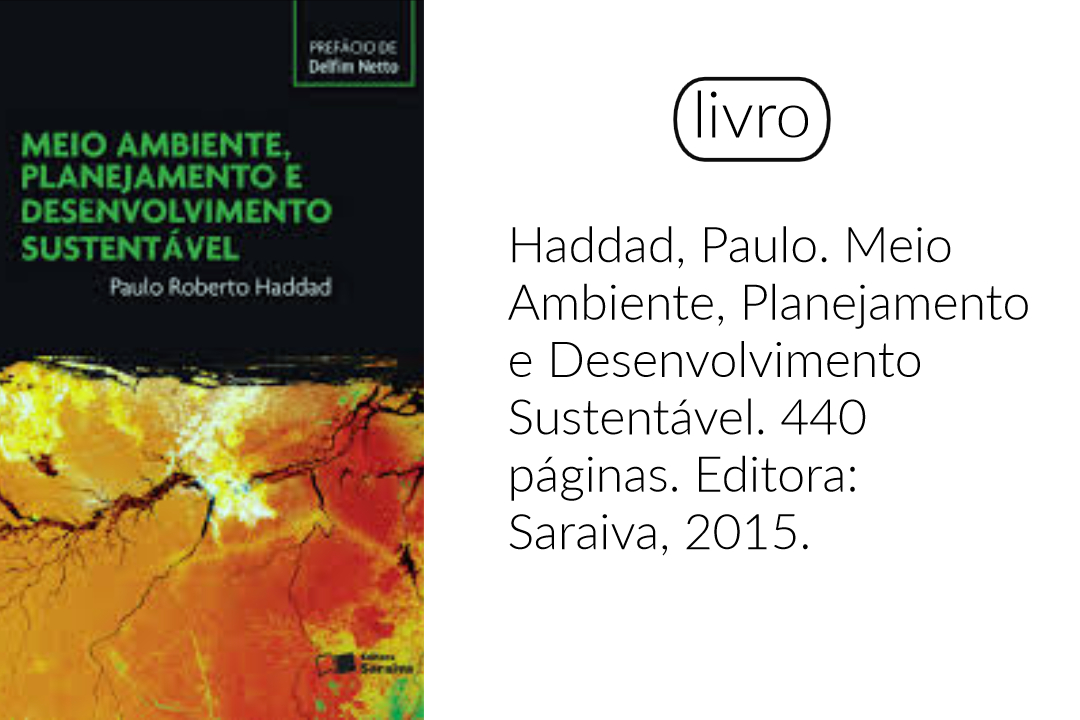 PREFÁCIO DE
Delfim Netto
MEIO AMBIENTE,
PLANEJAMENTO E
DESENVOLVIMENTO
SUSTENTÁVEL
Paulo Roberto Haddad
Editora
Saraiva
livro
Haddad, Paulo. Meio
Ambiente, Planejamento
e Desenvolvimento
Sustentável. 440
páginas. Editora:
Saraiva, 2015.